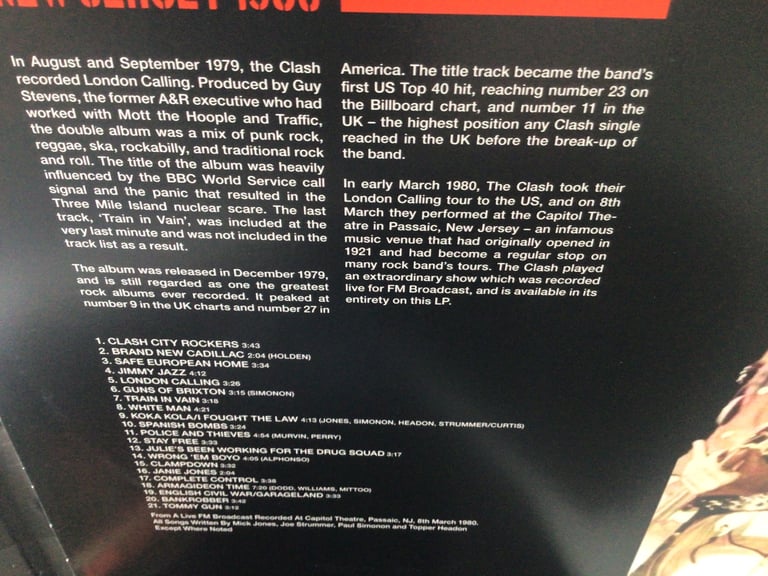 NEW JERSEY 1980
In August and September 1979, the Clash
recorded London Calling. Produced by Guy
Stevens, the former A&R executive who had
worked with Mott the Hoople and Traffic,
the double album was a mix of punk rock,
reggae, ska, rockabilly, and traditional rock
and roll. The title of the album was heavily
influenced by the BBC World Service call
signal and the panic that resulted in the
Three Mile Island nuclear scare. The last
track, 'Train in Vain', was included at the
very last minute and was not included in the
track list as a result.
The album was released in December 1979,
and is still regarded as one the greatest
rock albums ever recorded. It peaked at
number 9 in the UK charts and number 27 in
America. The title track became the band's
first US Top 40 hit, reaching number 23 on
the Billboard chart, and number 11 in the
UK – the highest position any Clash single
reached in the UK before the break-up of
the band.
In early March 1980, The Clash took their
London Calling tour to the US, and on 8th
March they performed at the Capitol The-
atre in Passaic, New Jersey – an infamous
music venue that had originally opened in
1921 and had become a regular stop on
many rock band's tours. The Clash played
an extraordinary show which was recorded
live for FM Broadcast, and is available in its
entirety on this LP.
1. CLASH CITY ROCKERS 3:43
2. BRAND NEW CADILLAC 2:04 (HOLDEN)
3. SAFE EUROPEAN HOME 3:34
4. JIMMY JAZZ 4:12
5. LONDON CALLING 3:26
6. GUNS OF BRIXTON 3:15 (SIMONON)
7. TRAIN IN VAIN 3:18
8. WHITE MAN 4:21
9. KOKA KOLA/I FOUGHT THE LAW 4:13 (JONES, SIMONON, HEADON, STRUMMER/CURTIS)
10. SPANISH BOMBS 3:24
11. POLICE AND THIEVES 4:54 (MURVIN, PERRY)
12. STAY FREE 3:33
13. JULIE'S BEEN WORKING FOR THE DRUG SQUAD 3:17
14. WRONG 'EM BOYO 4:05 (ALPHONSO)
15. CLAMPDOWN 3:32
16. JANIE JONES 2:04
17. COMPLETE CONTROL 3:38
18. ARMAGIDEON TIME 7:20 (DODD, WILLIAMS, MITTOO)
19. ENGLISH CIVIL WAR/GARAGELAND 3:33
20. BANKROBBER 3:42
21. TOMMY GUN 3:12
From A Live FM Broadcast Recorded At Capitol Theatre, Passaic, NJ, 8th March 1980.
All Songs Written By Mick Jones, Joe Strummer, Paul Simonon and Topper Headon
Except Where Noted